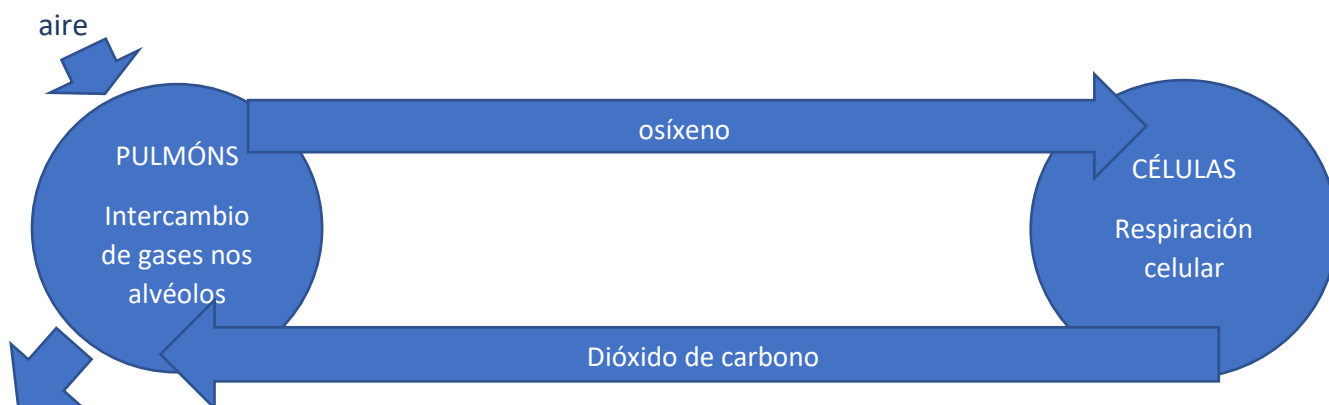 aire
osíxeno
PULMÓNS
Intercambio
de gases nos
alvéolos
CÉLULAS
Respiración
celular
Dióxido de carbono